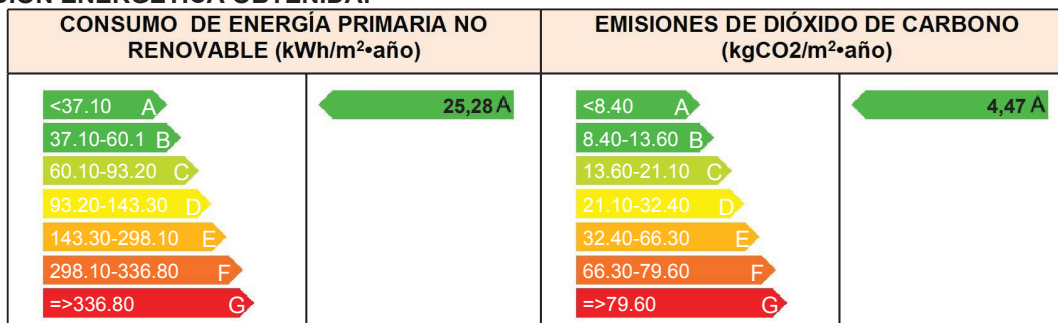 ENERGÉTICA OBTENIDA:
CONSUMO DE ENERGÍA PRIMARIA NO
RENOVABLE (kWh/m²•año)
<37.10 A
37.10-60.1 B
60.10-93.20 C
93.20-143.30 D
143.30-298.10 E
298.10-336.80 F
=>336.80 G
25,28 A
EMISIONES DE DIÓXIDO DE CARBONO
(kgCO2/m²•año)
<8.40 A
8.40-13.60 B
13.60-21.10 C
21.10-32.40 D
32.40-66.30 E
66.30-79.60 F
=>79.60 G
4,47 A